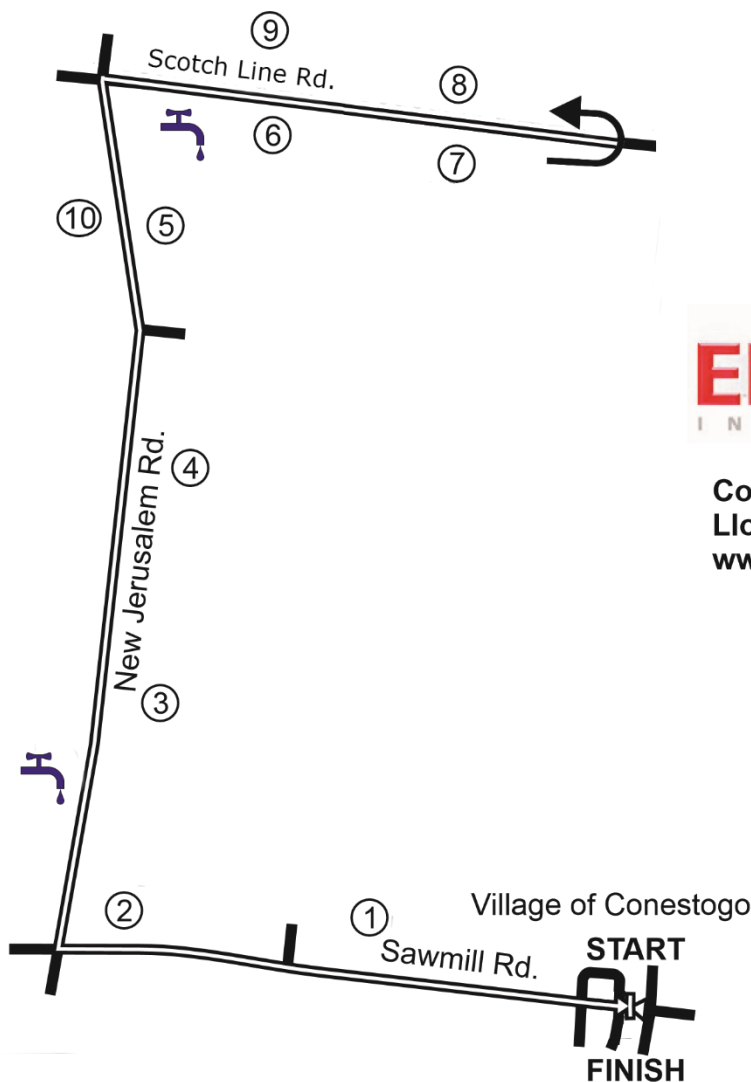 9
Scotch Line Rd.
8
6
7
10
5
4
New Jerusalem Rd.
3
2
1
Village of Conestogo
Sawmill Rd.
START
FINISH